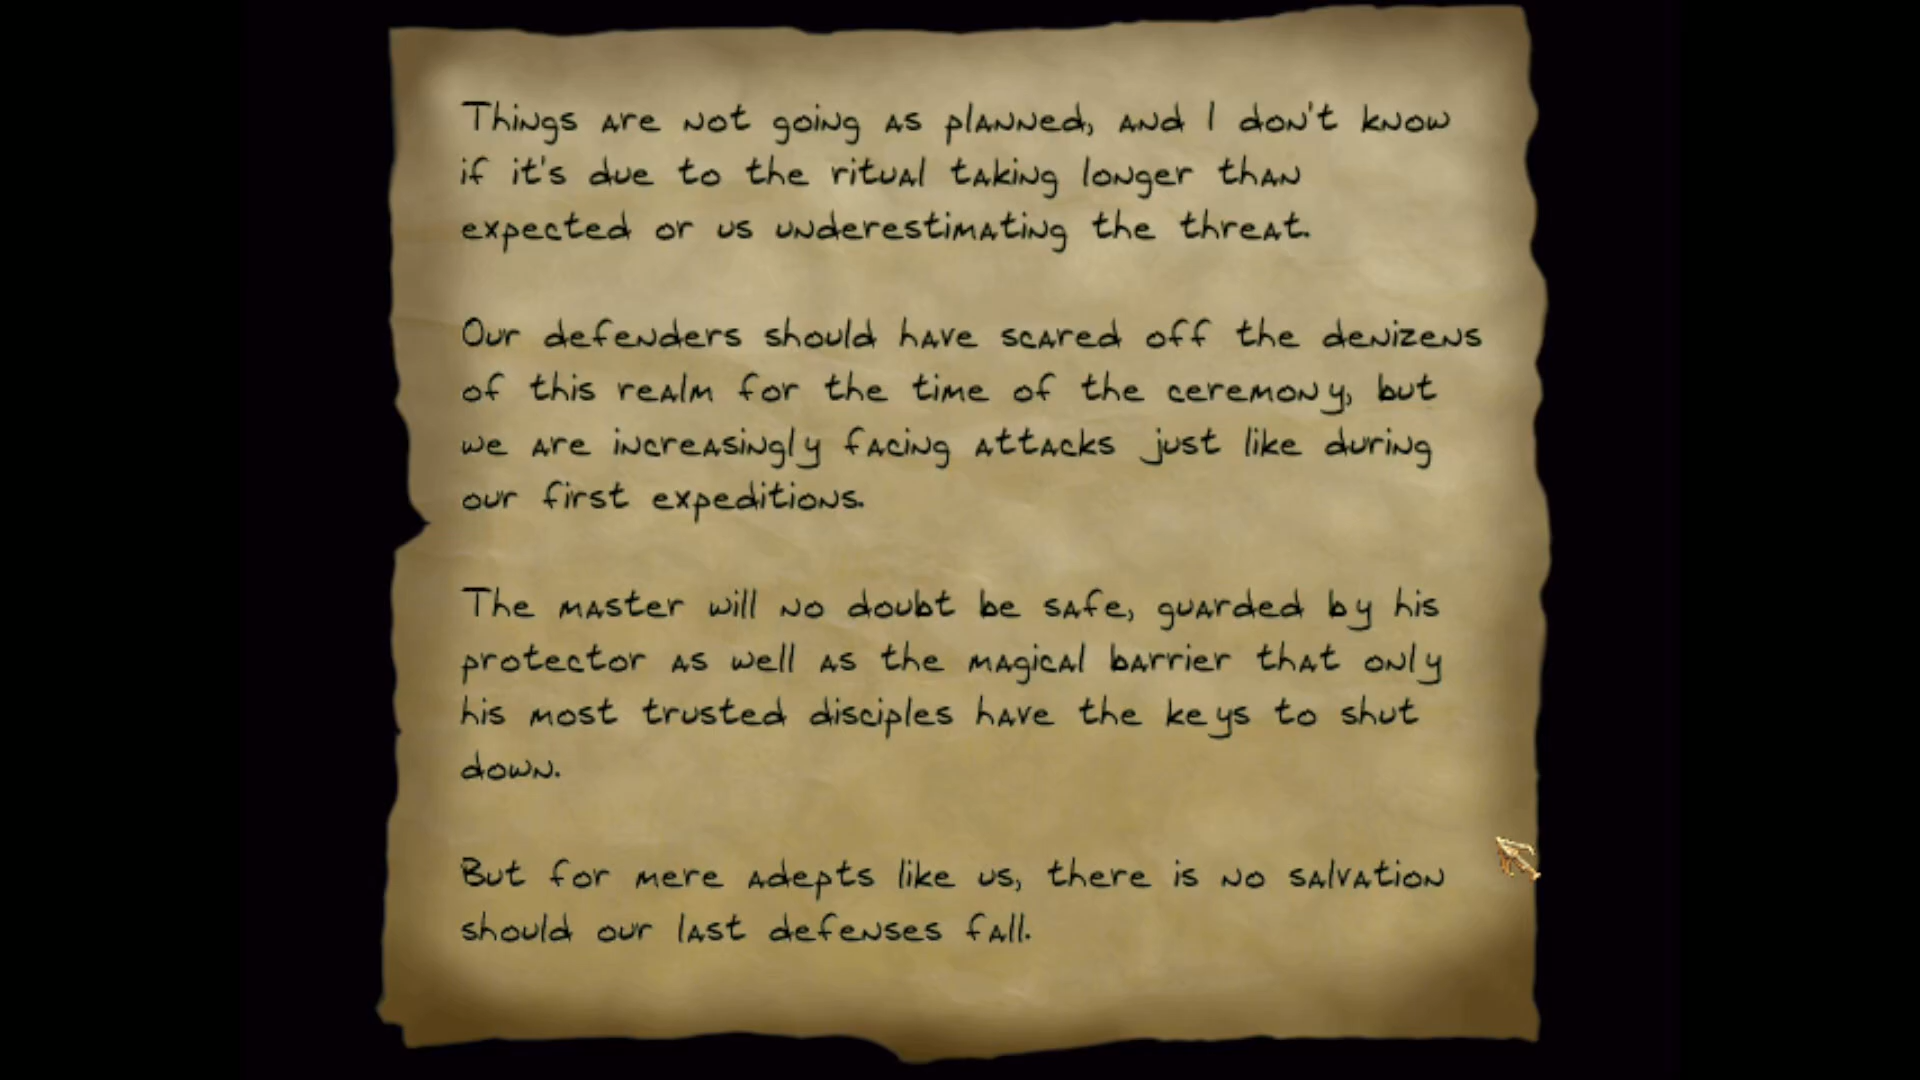 Things are not going as planned, and I don't know
if it's due to the ritual taking longer than
expected or us underestimating the threat.
Our defenders should have scared off the denizens
of this realm for the time of the ceremony, but
we are increasingly facing attacks just like during
our first expeditions.
The master will no doubt be safe, guarded by his
protector as well as the magical barrier that only
his most trusted disciples have the keys to shut
down.
But for mere adepts like us, there is no salvation
should our last defenses fall.